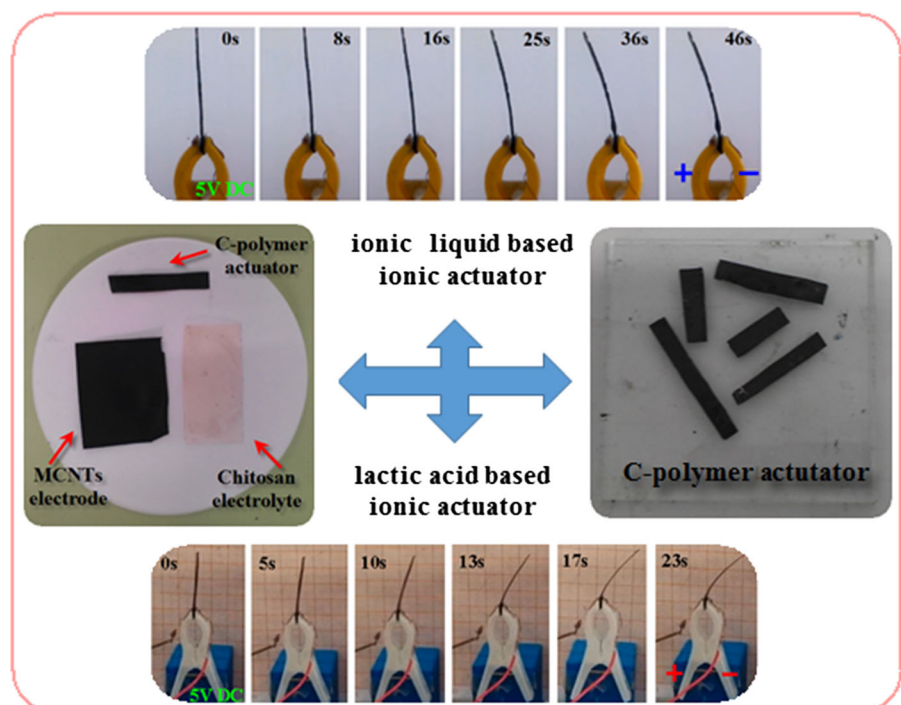 0s
8s
16s
25s
36s
46s
5V DC
+
−
C-polymer
actuator
MCNTs
electrode
Chitosan
electrolyte
ionic liquid based
ionic actuator
lactic acid based
ionic actuator
C-polymer actutator
0s
5s
10s
13s
17s
23s
5V DC
+
−